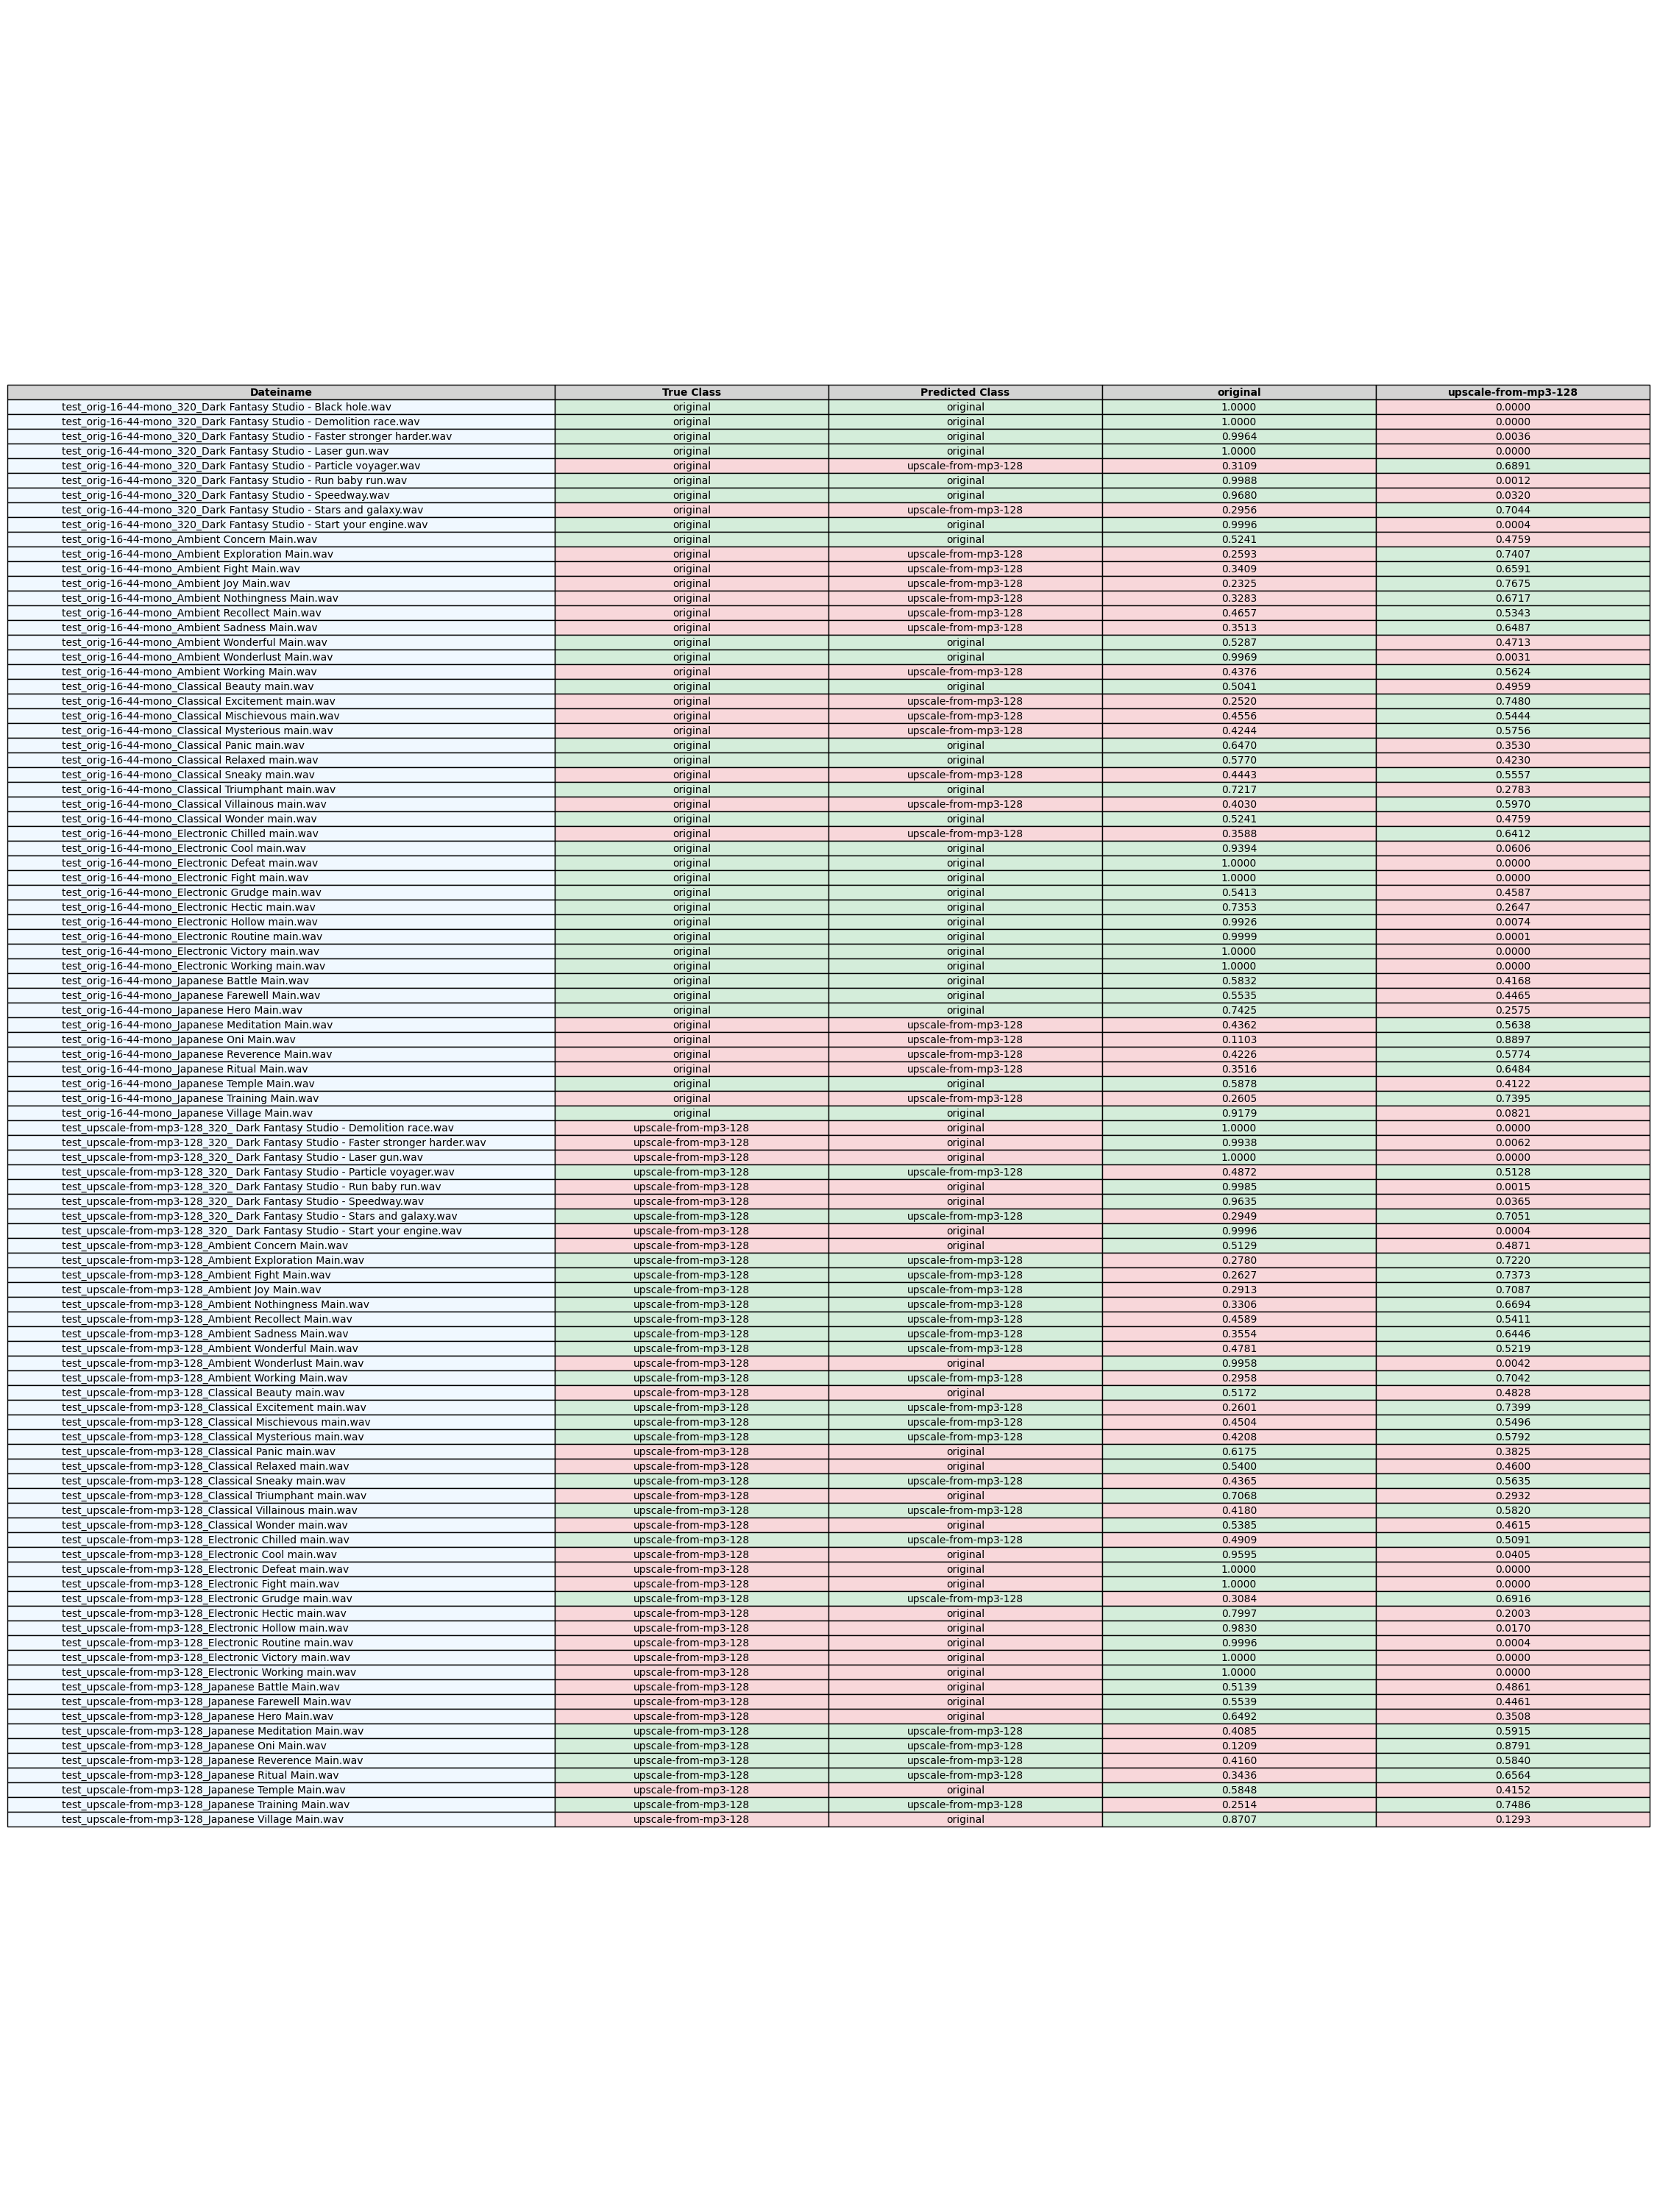 Dateiname True Class Predicted Class original upscale-from-mp3-128
test_orig-16-44-mono_320_Dark Fantasy Studio - Black hole.wav original original 1.0000 0.0000
test_orig-16-44-mono_320_Dark Fantasy Studio - Demolition race.wav original original 1.0000 0.0000
test_orig-16-44-mono_320_Dark Fantasy Studio - Faster stronger harder.wav original original 0.9964 0.0036
test_orig-16-44-mono_320_Dark Fantasy Studio - Laser gun.wav original original 1.0000 0.0000
test_orig-16-44-mono_320_Dark Fantasy Studio - Particle voyager.wav original upscale-from-mp3-128 0.3109 0.6891
test_orig-16-44-mono_320_Dark Fantasy Studio - Run baby run.wav original original 0.9988 0.0012
test_orig-16-44-mono_320_Dark Fantasy Studio - Speedway.wav original original 0.9680 0.0320
test_orig-16-44-mono_320_Dark Fantasy Studio - Stars and galaxy.wav original upscale-from-mp3-128 0.2956 0.7044
test_orig-16-44-mono_320_Dark Fantasy Studio - Start your engine.wav original original 0.9996 0.0004
test_orig-16-44-mono_Ambient Concern Main.wav original original 0.5241 0.4759
test_orig-16-44-mono_Ambient Exploration Main.wav original upscale-from-mp3-128 0.2593 0.7407
test_orig-16-44-mono_Ambient Fight Main.wav original upscale-from-mp3-128 0.3409 0.6591
test_orig-16-44-mono_Ambient Joy Main.wav original upscale-from-mp3-128 0.2325 0.7675
test_orig-16-44-mono_Ambient Nothingness Main.wav original upscale-from-mp3-128 0.3283 0.6717
test_orig-16-44-mono_Ambient Recollect Main.wav original upscale-from-mp3-128 0.4657 0.5343
test_orig-16-44-mono_Ambient Sadness Main.wav original upscale-from-mp3-128 0.3513 0.6487
test_orig-16-44-mono_Ambient Wonderful Main.wav original original 0.5287 0.4713
test_orig-16-44-mono_Ambient Wonderlust Main.wav original original 0.9969 0.0031
test_orig-16-44-mono_Ambient Working Main.wav original upscale-from-mp3-128 0.4376 0.5624
test_orig-16-44-mono_Classical Beauty main.wav original original 0.5041 0.4959
test_orig-16-44-mono_Classical Excitement main.wav original upscale-from-mp3-128 0.2520 0.7480
test_orig-16-44-mono_Classical Mischievous main.wav original upscale-from-mp3-128 0.4556 0.5444
test_orig-16-44-mono_Classical Mysterious main.wav original upscale-from-mp3-128 0.4244 0.5756
test_orig-16-44-mono_Classical Panic main.wav original original 0.6470 0.3530
test_orig-16-44-mono_Classical Relaxed main.wav original original 0.5770 0.4230
test_orig-16-44-mono_Classical Sneaky main.wav original upscale-from-mp3-128 0.4443 0.5557
test_orig-16-44-mono_Classical Triumphant main.wav original original 0.7217 0.2783
test_orig-16-44-mono_Classical Villainous main.wav original upscale-from-mp3-128 0.4030 0.5970
test_orig-16-44-mono_Classical Wonder main.wav original original 0.5241 0.4759
test_orig-16-44-mono_Electronic Chilled main.wav original upscale-from-mp3-128 0.3588 0.6412
test_orig-16-44-mono_Electronic Cool main.wav original original 0.9394 0.0606
test_orig-16-44-mono_Electronic Defeat main.wav original original 1.0000 0.0000
test_orig-16-44-mono_Electronic Fight main.wav original original 1.0000 0.0000
test_orig-16-44-mono_Electronic Grudge main.wav original original 0.5413 0.4587
test_orig-16-44-mono_Electronic Hectic main.wav original original 0.7353 0.2647
test_orig-16-44-mono_Electronic Hollow main.wav original original 0.9926 0.0074
test_orig-16-44-mono_Electronic Routine main.wav original original 0.9999 0.0001
test_orig-16-44-mono_Electronic Victory main.wav original original 1.0000 0.0000
test_orig-16-44-mono_Electronic Working main.wav original original 1.0000 0.0000
test_orig-16-44-mono_Japanese Battle Main.wav original original 0.5832 0.4168
test_orig-16-44-mono_Japanese Farewell Main.wav original original 0.5535 0.4465
test_orig-16-44-mono_Japanese Hero Main.wav original original 0.7425 0.2575
test_orig-16-44-mono_Japanese Meditation Main.wav original upscale-from-mp3-128 0.4362 0.5638
test_orig-16-44-mono_Japanese Oni Main.wav original upscale-from-mp3-128 0.1103 0.8897
test_orig-16-44-mono_Japanese Reverence Main.wav original upscale-from-mp3-128 0.4226 0.5774
test_orig-16-44-mono_Japanese Ritual Main.wav original upscale-from-mp3-128 0.3516 0.6484
test_orig-16-44-mono_Japanese Temple Main.wav original original 0.5878 0.4122
test_orig-16-44-mono_Japanese Training Main.wav original upscale-from-mp3-128 0.2605 0.7395
test_orig-16-44-mono_Japanese Village Main.wav original original 0.9179 0.0821
test_upscale-from-mp3-128_320_ Dark Fantasy Studio - Demolition race.wav upscale-from-mp3-128 original 1.0000 0.0000
test_upscale-from-mp3-128_320_ Dark Fantasy Studio - Faster stronger harder.wav upscale-from-mp3-128 original 0.9938 0.0062
test_upscale-from-mp3-128_320_ Dark Fantasy Studio - Laser gun.wav upscale-from-mp3-128 original 1.0000 0.0000
test_upscale-from-mp3-128_320_ Dark Fantasy Studio - Particle voyager.wav upscale-from-mp3-128 upscale-from-mp3-128 0.4872 0.5128
test_upscale-from-mp3-128_320_ Dark Fantasy Studio - Run baby run.wav upscale-from-mp3-128 original 0.9985 0.0015
test_upscale-from-mp3-128_320_ Dark Fantasy Studio - Speedway.wav upscale-from-mp3-128 original 0.9635 0.0365
test_upscale-from-mp3-128_320_ Dark Fantasy Studio - Stars and galaxy.wav upscale-from-mp3-128 upscale-from-mp3-128 0.2949 0.7051
test_upscale-from-mp3-128_320_ Dark Fantasy Studio - Start your engine.wav upscale-from-mp3-128 original 0.9996 0.0004
test_upscale-from-mp3-128_Ambient Concern Main.wav upscale-from-mp3-128 original 0.5129 0.4871
test_upscale-from-mp3-128_Ambient Exploration Main.wav upscale-from-mp3-128 upscale-from-mp3-128 0.2780 0.7220
test_upscale-from-mp3-128_Ambient Fight Main.wav upscale-from-mp3-128 upscale-from-mp3-128 0.2627 0.7373
test_upscale-from-mp3-128_Ambient Joy Main.wav upscale-from-mp3-128 upscale-from-mp3-128 0.2913 0.7087
test_upscale-from-mp3-128_Ambient Nothingness Main.wav upscale-from-mp3-128 upscale-from-mp3-128 0.3306 0.6694
test_upscale-from-mp3-128_Ambient Recollect Main.wav upscale-from-mp3-128 upscale-from-mp3-128 0.4589 0.5411
test_upscale-from-mp3-128_Ambient Sadness Main.wav upscale-from-mp3-128 upscale-from-mp3-128 0.3554 0.6446
test_upscale-from-mp3-128_Ambient Wonderful Main.wav upscale-from-mp3-128 upscale-from-mp3-128 0.4781 0.5219
test_upscale-from-mp3-128_Ambient Wonderlust Main.wav upscale-from-mp3-128 original 0.9958 0.0042
test_upscale-from-mp3-128_Ambient Working Main.wav upscale-from-mp3-128 upscale-from-mp3-128 0.2958 0.7042
test_upscale-from-mp3-128_Classical Beauty main.wav upscale-from-mp3-128 original 0.5172 0.4828
test_upscale-from-mp3-128_Classical Excitement main.wav upscale-from-mp3-128 upscale-from-mp3-128 0.2601 0.7399
test_upscale-from-mp3-128_Classical Mischievous main.wav upscale-from-mp3-128 upscale-from-mp3-128 0.4504 0.5496
test_upscale-from-mp3-128_Classical Mysterious main.wav upscale-from-mp3-128 upscale-from-mp3-128 0.4208 0.5792
test_upscale-from-mp3-128_Classical Panic main.wav upscale-from-mp3-128 original 0.6175 0.3825
test_upscale-from-mp3-128_Classical Relaxed main.wav upscale-from-mp3-128 original 0.5400 0.4600
test_upscale-from-mp3-128_Classical Sneaky main.wav upscale-from-mp3-128 upscale-from-mp3-128 0.4365 0.5635
test_upscale-from-mp3-128_Classical Triumphant main.wav upscale-from-mp3-128 original 0.7068 0.2932
test_upscale-from-mp3-128_Classical Villainous main.wav upscale-from-mp3-128 upscale-from-mp3-128 0.4180 0.5820
test_upscale-from-mp3-128_Classical Wonder main.wav upscale-from-mp3-128 original 0.5385 0.4615
test_upscale-from-mp3-128_Electronic Chilled main.wav upscale-from-mp3-128 upscale-from-mp3-128 0.4909 0.5091
test_upscale-from-mp3-128_Electronic Cool main.wav upscale-from-mp3-128 original 0.9595 0.0405
test_upscale-from-mp3-128_Electronic Defeat main.wav upscale-from-mp3-128 original 1.0000 0.0000
test_upscale-from-mp3-128_Electronic Fight main.wav upscale-from-mp3-128 original 1.0000 0.0000
test_upscale-from-mp3-128_Electronic Grudge main.wav upscale-from-mp3-128 upscale-from-mp3-128 0.3084 0.6916
test_upscale-from-mp3-128_Electronic Hectic main.wav upscale-from-mp3-128 original 0.7997 0.2003
test_upscale-from-mp3-128_Electronic Hollow main.wav upscale-from-mp3-128 original 0.9830 0.0170
test_upscale-from-mp3-128_Electronic Routine main.wav upscale-from-mp3-128 original 0.9996 0.0004
test_upscale-from-mp3-128_Electronic Victory main.wav upscale-from-mp3-128 original 1.0000 0.0000
test_upscale-from-mp3-128_Electronic Working main.wav upscale-from-mp3-128 original 1.0000 0.0000
test_upscale-from-mp3-128_Japanese Battle Main.wav upscale-from-mp3-128 original 0.5139 0.4861
test_upscale-from-mp3-128_Japanese Farewell Main.wav upscale-from-mp3-128 original 0.5539 0.4461
test_upscale-from-mp3-128_Japanese Hero Main.wav upscale-from-mp3-128 original 0.6492 0.3508
test_upscale-from-mp3-128_Japanese Meditation Main.wav upscale-from-mp3-128 upscale-from-mp3-128 0.4085 0.5915
test_upscale-from-mp3-128_Japanese Oni Main.wav upscale-from-mp3-128 upscale-from-mp3-128 0.1209 0.8791
test_upscale-from-mp3-128_Japanese Reverence Main.wav upscale-from-mp3-128 upscale-from-mp3-128 0.4160 0.5840
test_upscale-from-mp3-128_Japanese Ritual Main.wav upscale-from-mp3-128 upscale-from-mp3-128 0.3436 0.6564
test_upscale-from-mp3-128_Japanese Temple Main.wav upscale-from-mp3-128 original 0.5848 0.4152
test_upscale-from-mp3-128_Japanese Training Main.wav upscale-from-mp3-128 upscale-from-mp3-128 0.2514 0.7486
test_upscale-from-mp3-128_Japanese Village Main.wav upscale-from-mp3-128 original 0.8707 0.1293